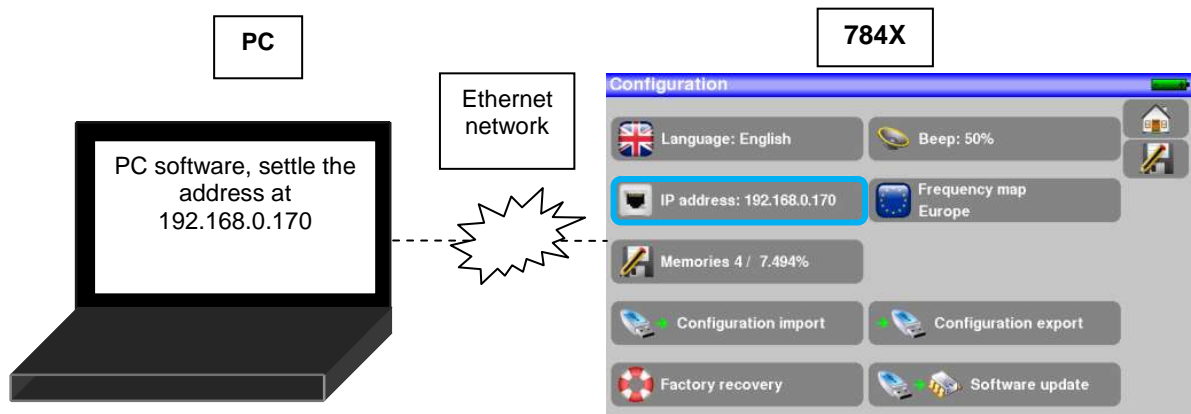 PC
784X
Ethernet
network
PC software, settle the
address at
192.168.0.170
Configuration
Language: English
Beep: 50%
IP address: 192.168.0.170
Frequency map
Europe
Memories 4 / 7.494%
Configuration import
Configuration export
Factory recovery
Software update